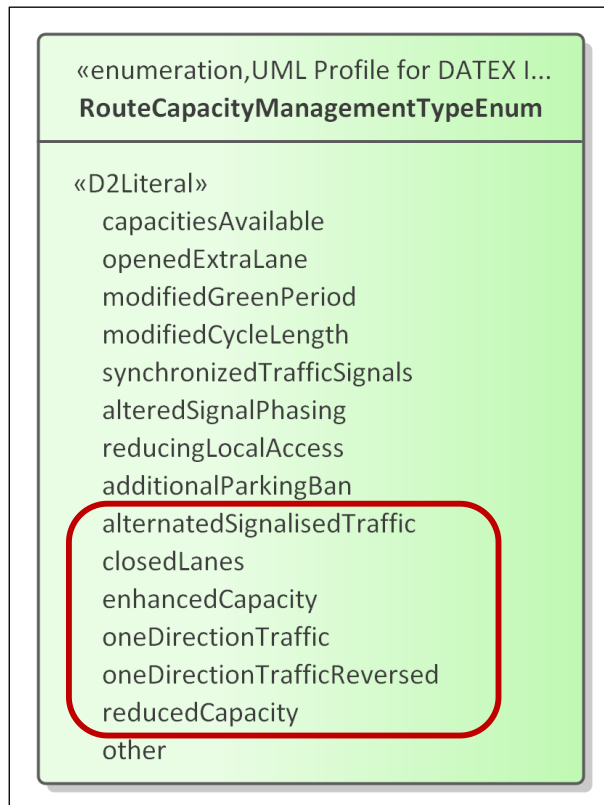 «enumeration,UML Profile for DATEX I...
RouteCapacityManagementTypeEnum
«D2Literal»
capacitiesAvailable
openedExtraLane
modifiedGreenPeriod
modifiedCycleLength
synchronizedTrafficSignals
alteredSignalPhasing
reducingLocalAccess
additionalParkingBan
alternatedSignalisedTraffic
closedLanes
enhancedCapacity
oneDirectionTraffic
oneDirectionTrafficReversed
reducedCapacity
other